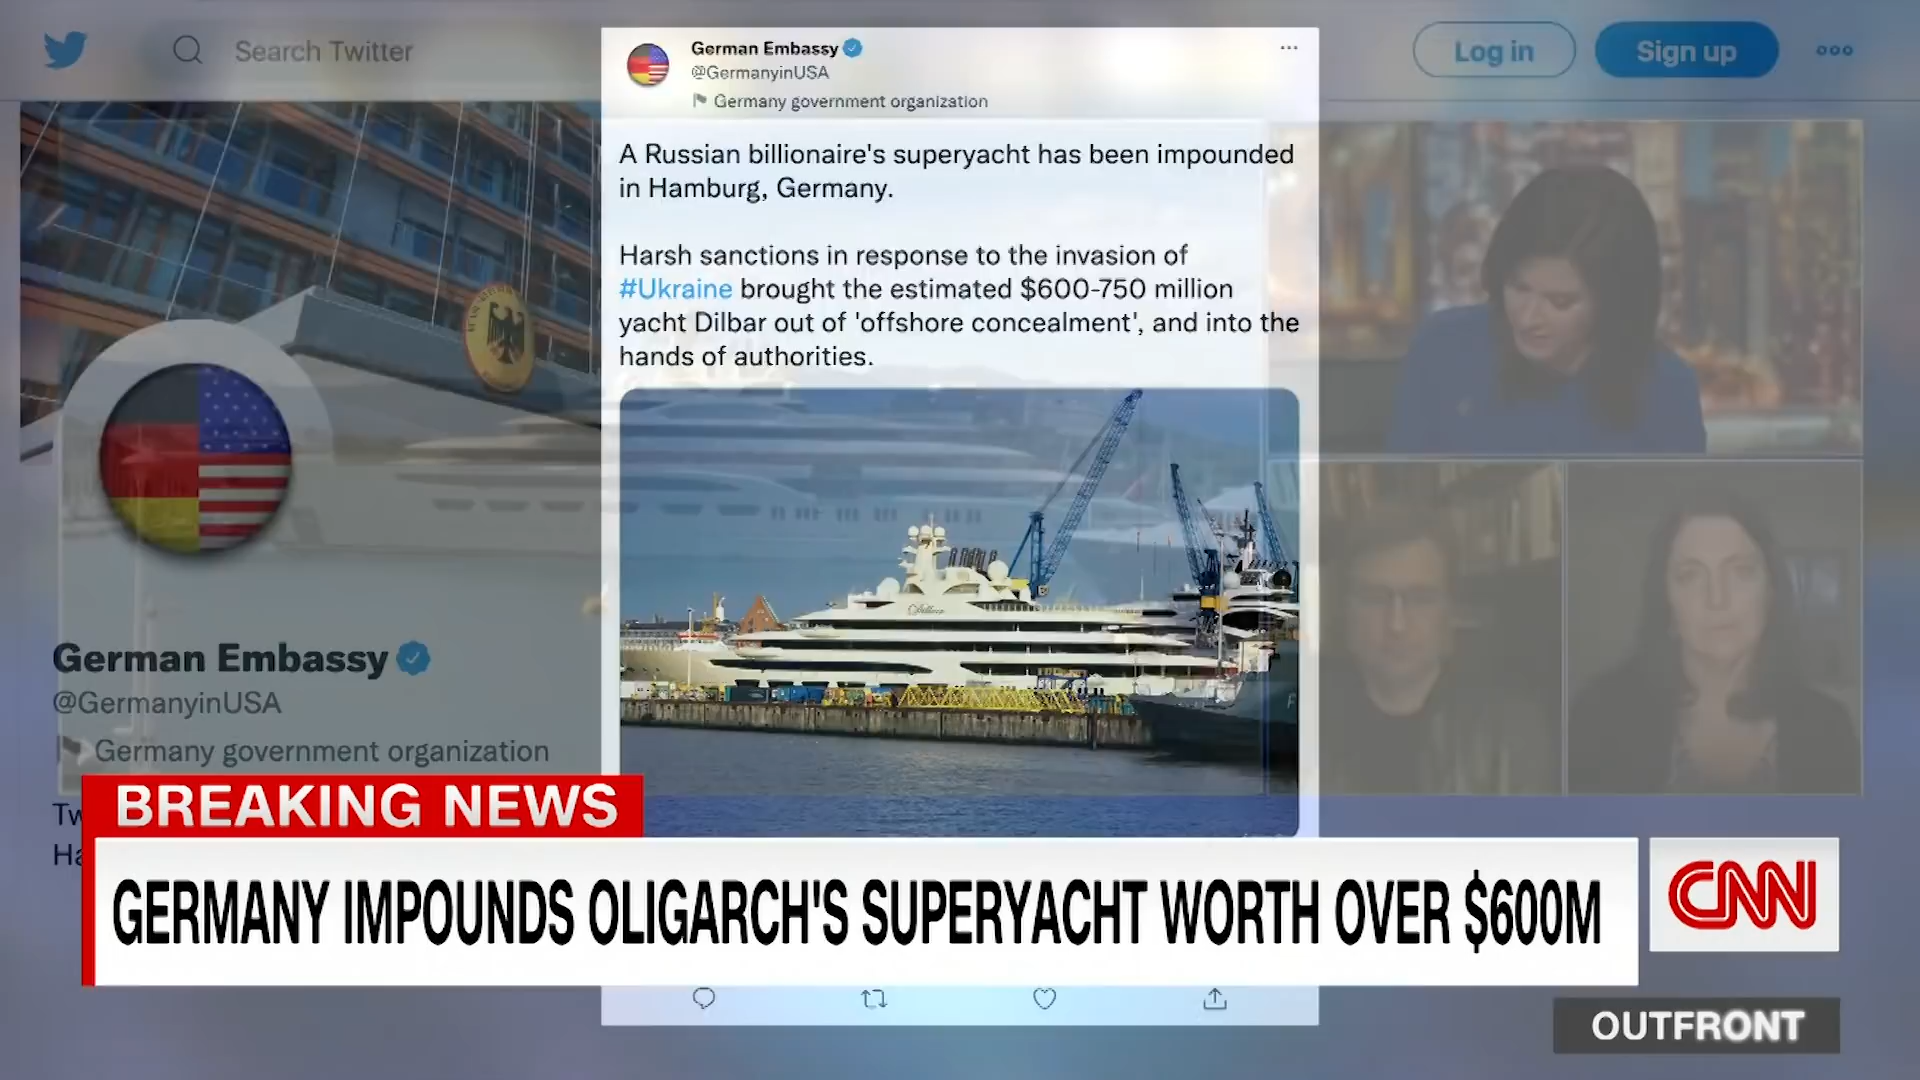 Search Twitter
Log in
Sign up
German Embassy
@GermanyinUSA
Germany government organization
A Russian billionaire's superyacht has been impounded
in Hamburg, Germany.
Harsh sanctions in response to the invasion of
#Ukraine brought the estimated $600-750 million
yacht Dilbar out of 'offshore concealment', and into the
hands of authorities.
Dilbar
German Embassy
@GermanyinUSA
Germany government organization
Tw
Ha
BREAKING NEWS
GERMANY IMPOUNDS OLIGARCH'S SUPERYACHT WORTH OVER $600M
CNN
OUTFRONT